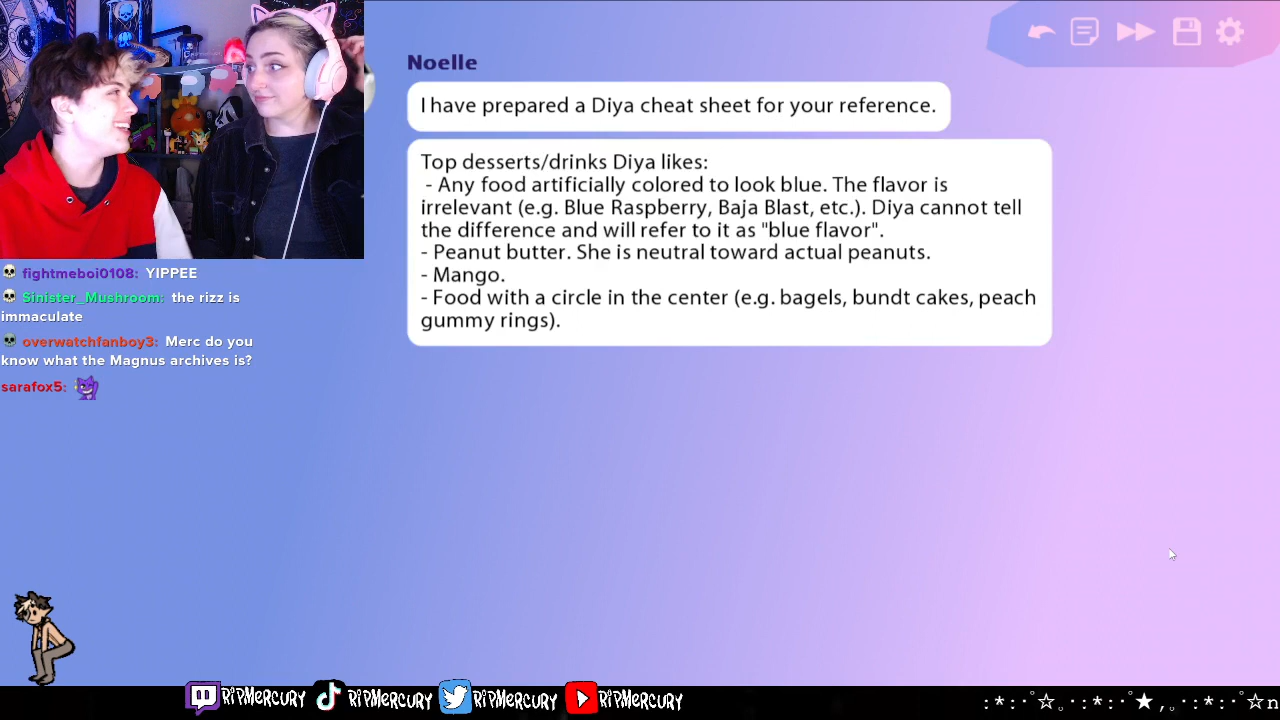 Noelle
I have prepared a Diya cheat sheet for your reference.
Top desserts/drinks Diya likes:
- Any food artificially colored to look blue. The flavor is
irrelevant (e.g. Blue Raspberry, Baja Blast, etc.). Diya cannot tell
the difference and will refer to it as "blue flavor".
- Peanut butter. She is neutral toward actual peanuts.
- Mango.
- Food with a circle in the center (e.g. bagels, bundt cakes, peach
gummy rings).
fightmeboi0108: YIPPEE
Sinister_Mushroom: the rizz is
immaculate
overwatchfanboy3: Merc do you
know what the Magnus archives is?
sarafox5:
RIPMERCURY RIPMERCURY RIPMERCURY RIPMERCURY